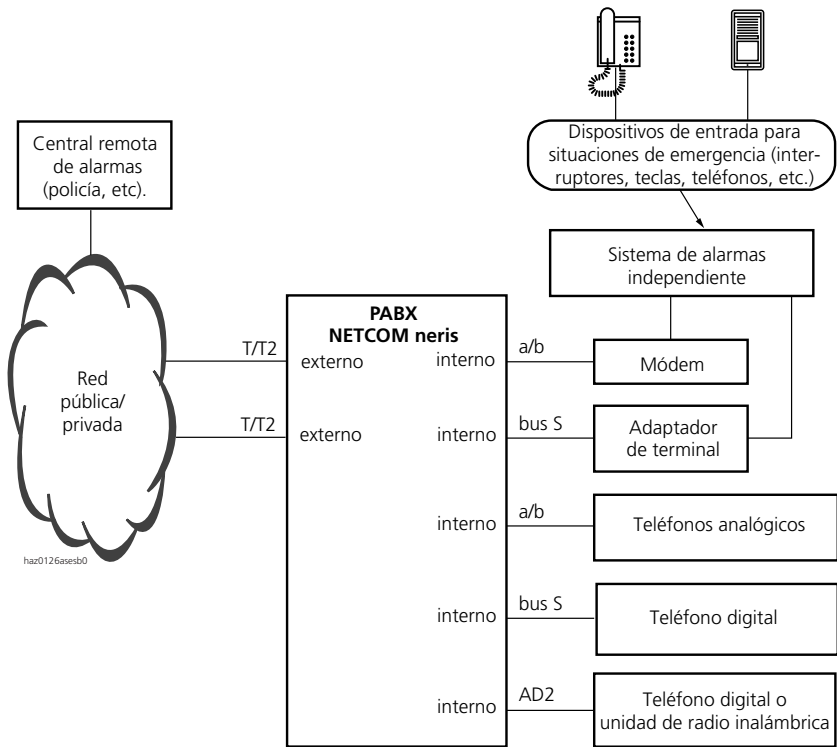 Dispositivos de entrada para
situaciones de emergencia (inter-
ruptores, teclas, teléfonos, etc.)
Central remota
de alarmas
(policía, etc).
Sistema de alarmas
independiente
PABX
NETCOM neris
Red
pública/
privada
T/T2
externo
interno
a/b
Módem
T/T2
externo
interno
bus S
Adaptador
de terminal
interno
a/b
Teléfonos analógicos
haz0126asesb0
interno
bus S
Teléfono digital
interno
AD2
Teléfono digital o
unidad de radio inalámbrica